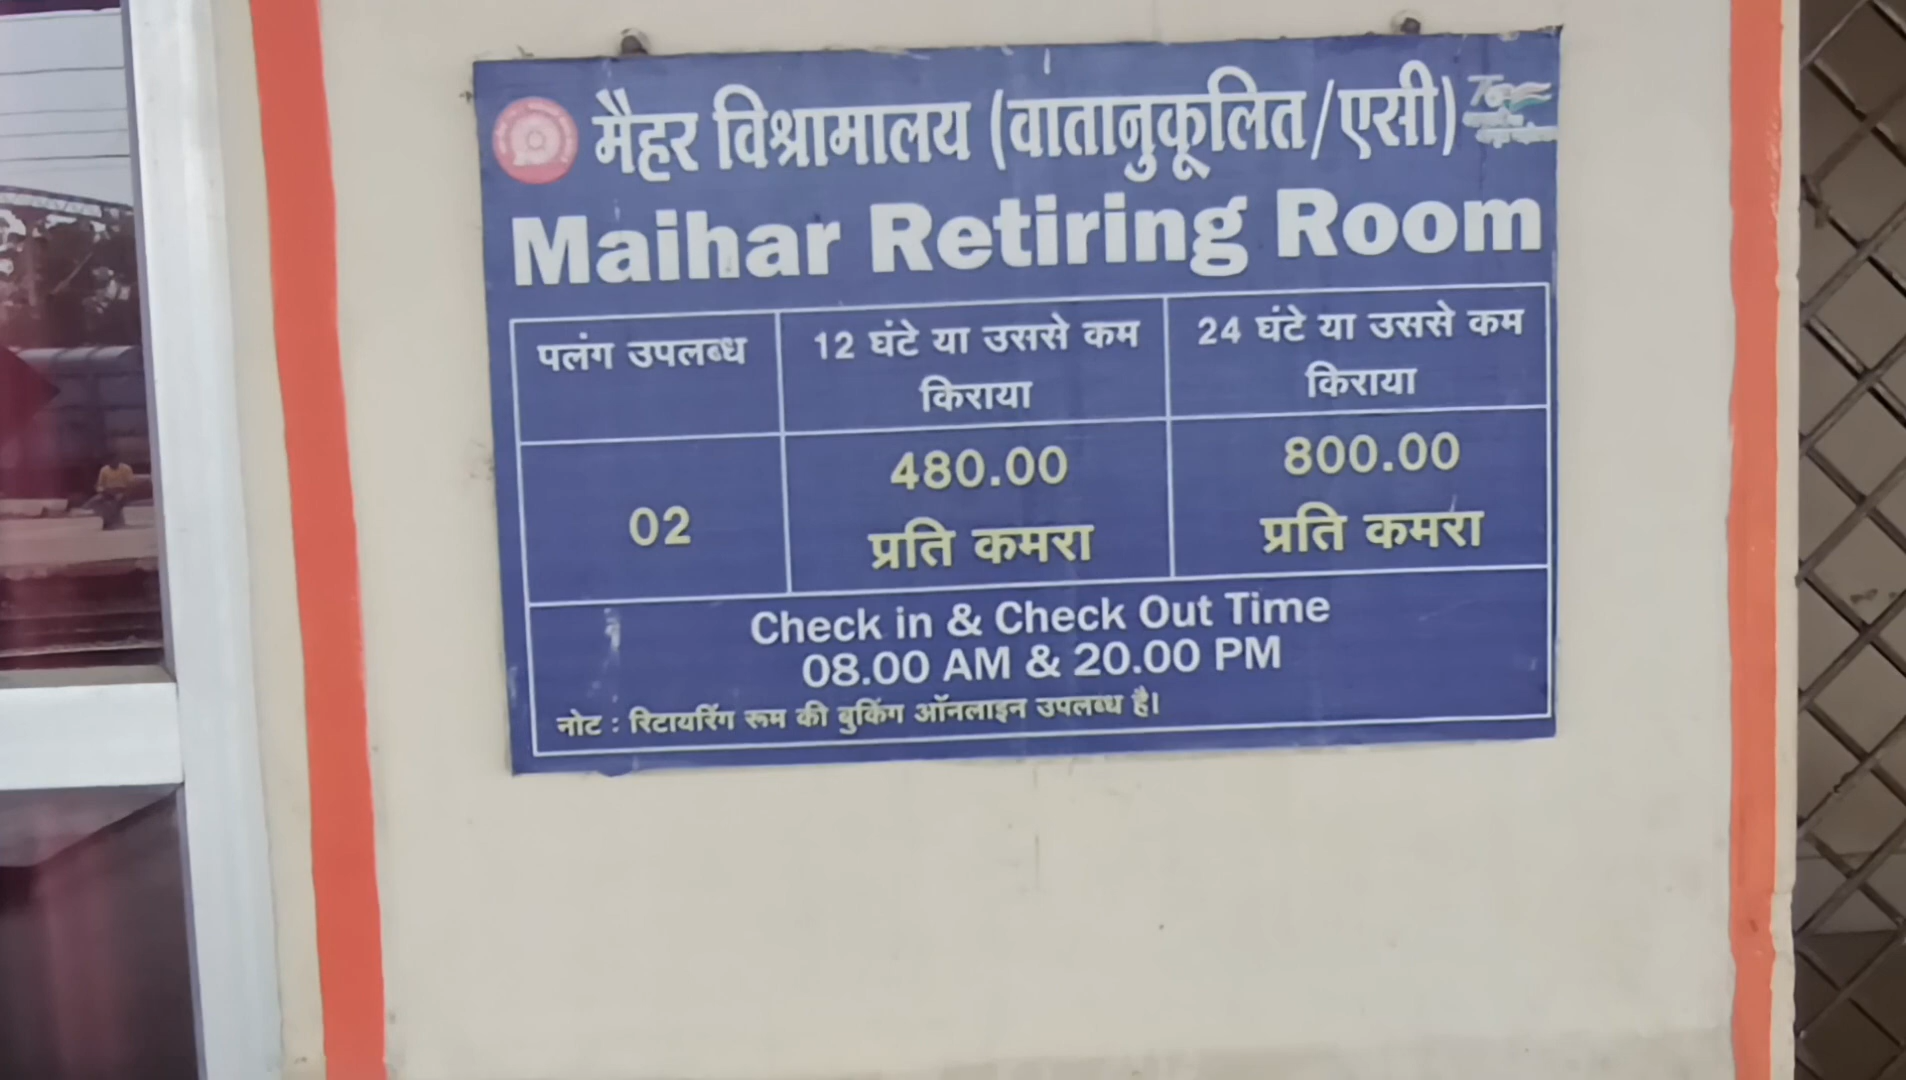 मैहर विश्रामालय (वातानुकूलित/एसी)
Maihar Retiring Room
पलंग उपलब्ध
12 घंटे या उससे कम
किराया
24 घंटे या उससे कम
किराया
02
480.00
प्रति कमरा
800.00
प्रति कमरा
Check in & Check Out Time
08.00 AM & 20.00 PM
नोट : रिटायरिंग रूम की बुकिंग ऑनलाइन उपलब्ध है।